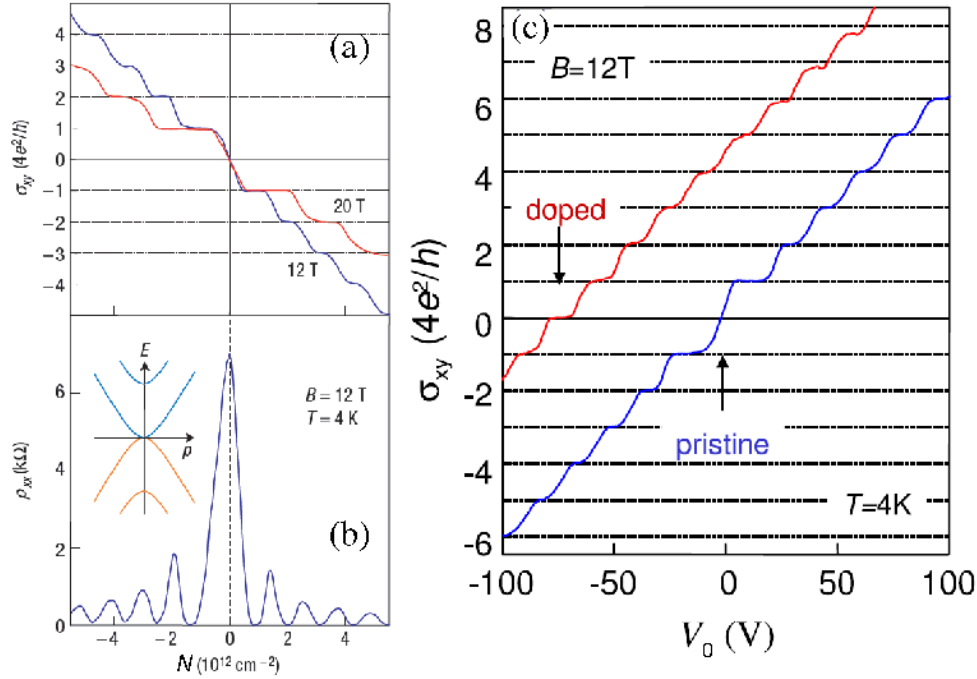 (a)
4
3
2
1
0
−1
−2
−3
−4
σxy (4e²/h)
20 T
12 T
(b)
6
4
2
0
ρxx (kΩ)
E
p
B = 12 T
T = 4 K
−4
−2
0
2
4
N (10¹² cm⁻²)
(c)
8
6
4
2
0
-2
-4
-6
σxy (4e²/h)
B=12T
doped
pristine
T=4K
-100
-50
0
50
100
V0 (V)